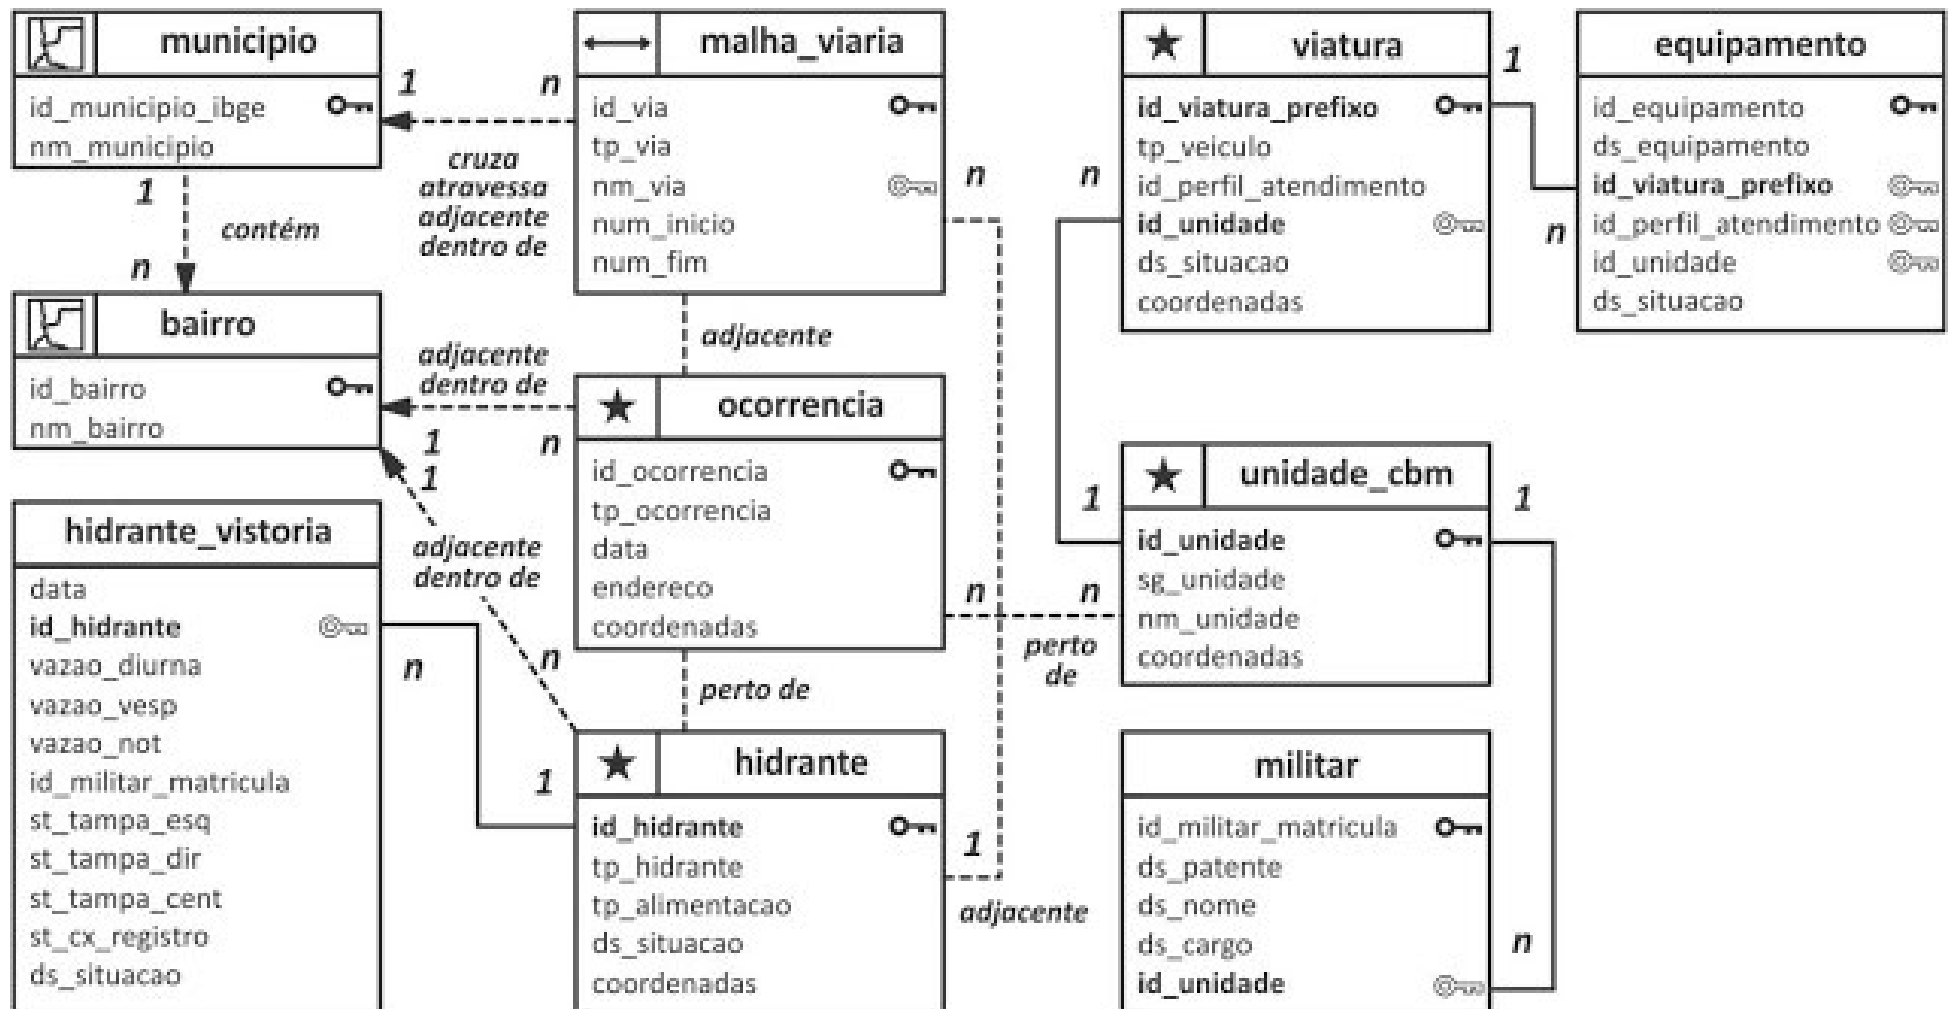 municipio
id_municipio_ibge
nm_municipio
1
n
cruza
atravessa
adjacente
dentro de
1
contém
n
malha_viaria
id_via
tp_via
nm_via
num_inicio
num_fim
n
adjacente
bairro
id_bairro
nm_bairro
adjacente
dentro de
1
n
1
adjacente
dentro de
n
ocorrencia
id_ocorrencia
tp_ocorrencia
data
endereco
coordenadas
n
n
perto
de
perto de
hidrante_vistoria
data
id_hidrante
vazao_diurna
vazao_vesp
vazao_not
id_militar_matricula
st_tampa_esq
st_tampa_dir
st_tampa_cent
st_cx_registro
ds_situacao
n
1
hidrante
id_hidrante
tp_hidrante
tp_alimentacao
ds_situacao
coordenadas
1
adjacente
viatura
id_viatura_prefixo
tp_veiculo
id_perfil_atendimento
id_unidade
ds_situacao
coordenadas
1
n
n
1
equipamento
id_equipamento
ds_equipamento
id_viatura_prefixo
id_perfil_atendimento
id_unidade
ds_situacao
unidade_cbm
id_unidade
sg_unidade
nm_unidade
coordenadas
1
n
militar
id_militar_matricula
ds_patente
ds_nome
ds_cargo
id_unidade